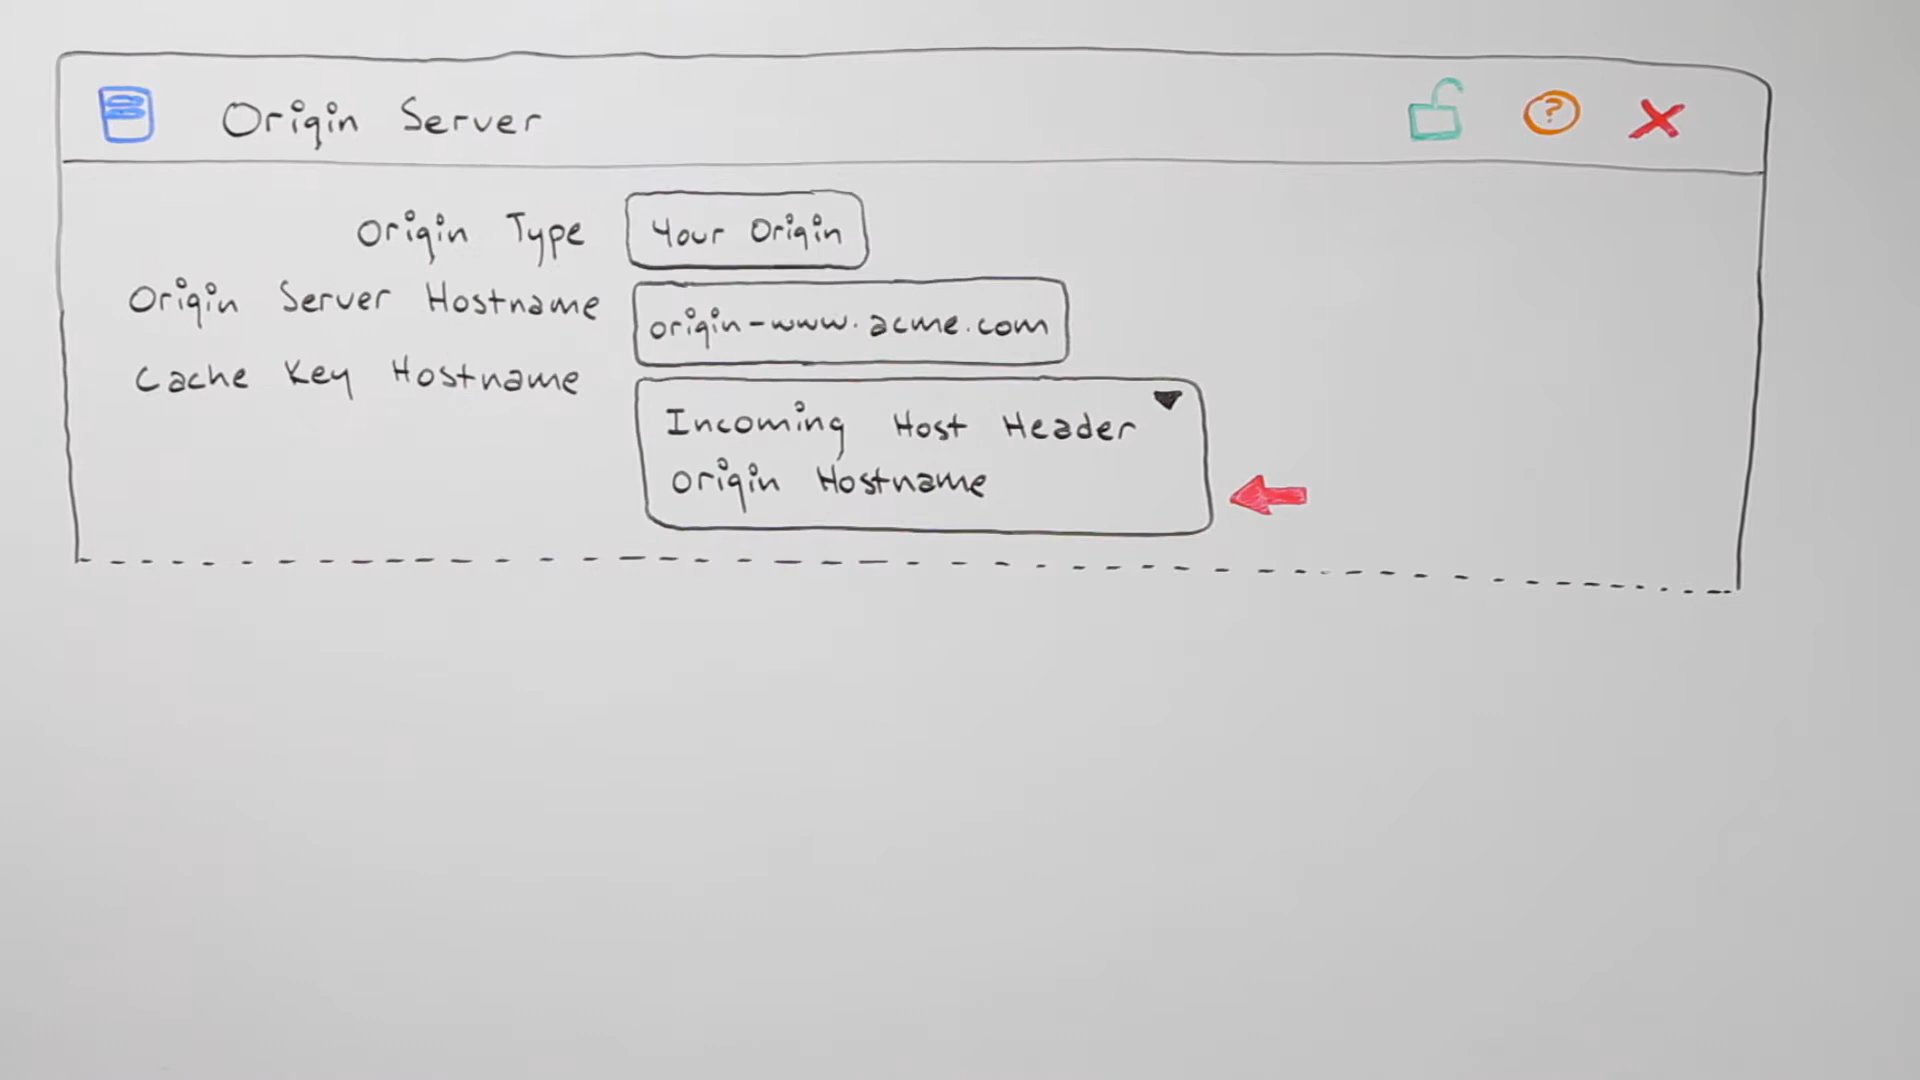 Origin Server
?
Origin Type
Your Origin
Origin Server Hostname
origin-www.acme.com
Cache Key Hostname
Incoming Host Header
Origin Hostname